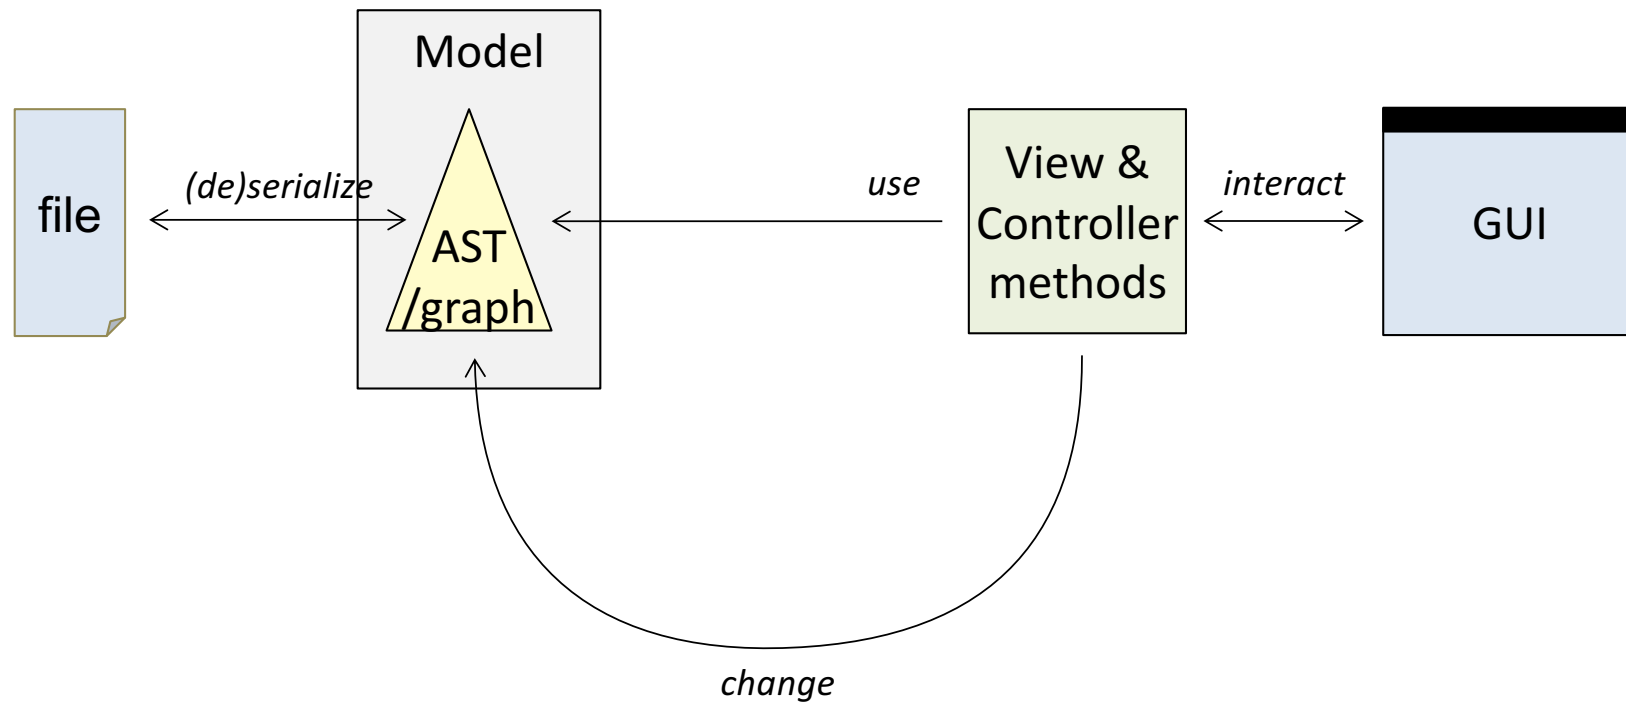 Model
file
(de)serialize
AST
/graph
use
View &
Controller
methods
interact
GUI
change